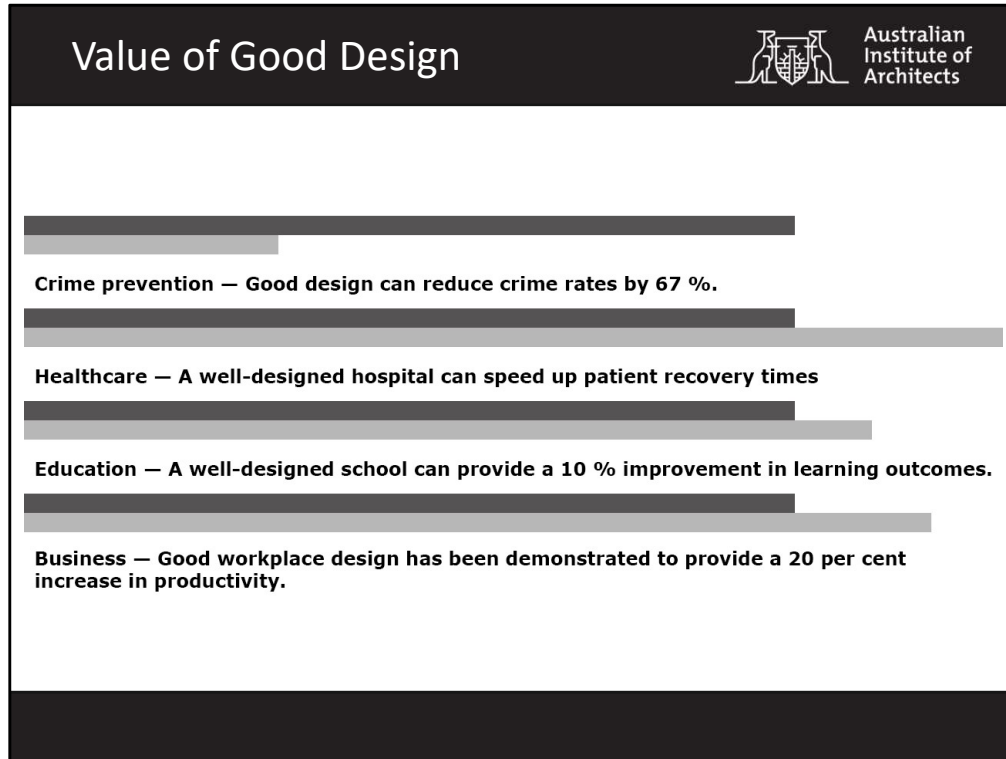 Value of Good Design
Australian
Institute of
Architects
Crime prevention — Good design can reduce crime rates by 67 %.
Healthcare — A well-designed hospital can speed up patient recovery times
Education — A well-designed school can provide a 10 % improvement in learning outcomes.
Business — Good workplace design has been demonstrated to provide a 20 per cent
increase in productivity.